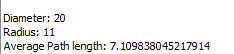 Diameter: 20
Radius: 11
Average Path length: 7.109838045217914